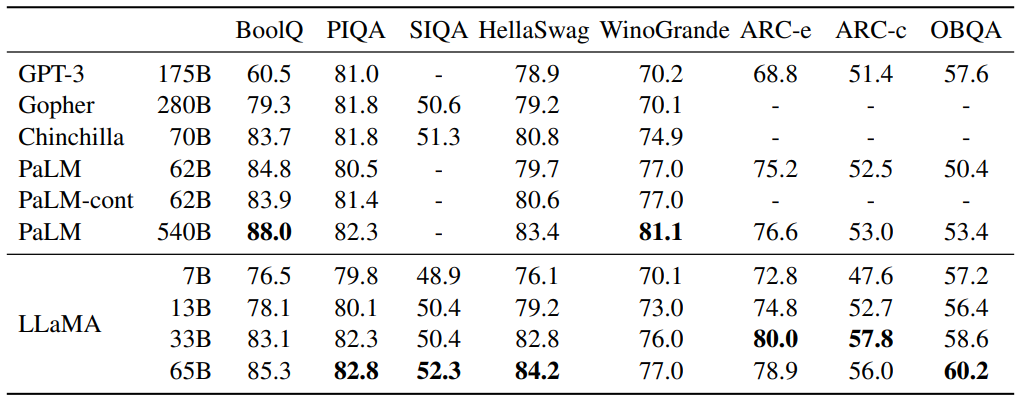 BoolQ PIQA SIQA HellaSwag WinoGrande ARC-e ARC-c OBQA
GPT-3 175B 60.5 81.0 - 78.9 70.2 68.8 51.4 57.6
Gopher 280B 79.3 81.8 50.6 79.2 70.1 - - -
Chinchilla 70B 83.7 81.8 51.3 80.8 74.9 - - -
PaLM 62B 84.8 80.5 - 79.7 77.0 75.2 52.5 50.4
PaLM-cont 62B 83.9 81.4 - 80.6 77.0 - - -
PaLM 540B 88.0 82.3 - 83.4 81.1 76.6 53.0 53.4
LLaMA
7B 76.5 79.8 48.9 76.1 70.1 72.8 47.6 57.2
13B 78.1 80.1 50.4 79.2 73.0 74.8 52.7 56.4
33B 83.1 82.3 50.4 82.8 76.0 80.0 57.8 58.6
65B 85.3 82.8 52.3 84.2 77.0 78.9 56.0 60.2